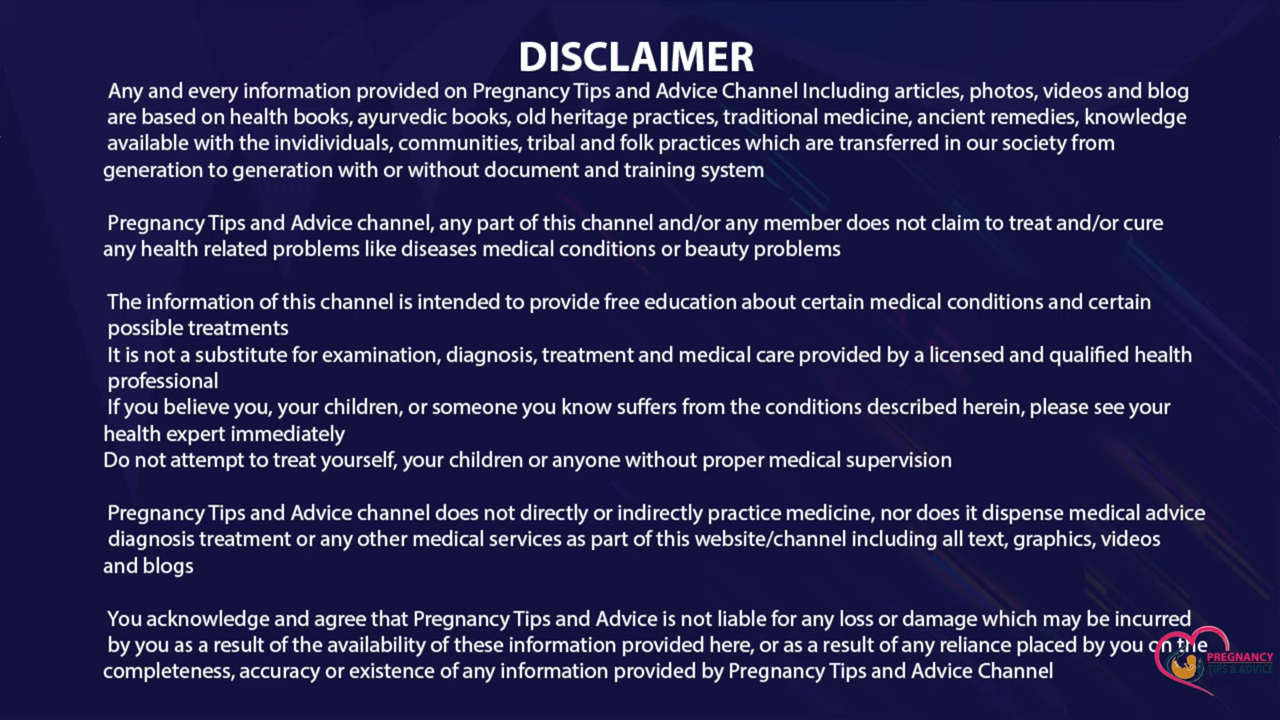 DISCLAIMER
Any and every information provided on Pregnancy Tips and Advice Channel Including articles, photos, videos and blog
are based on health books, ayurvedic books, old heritage practices, traditional medicine, ancient remedies, knowledge
available with the invidividuals, communities, tribal and folk practices which are transferred in our society from
generation to generation with or without document and training system
Pregnancy Tips and Advice channel, any part of this channel and/or any member does not claim to treat and/or cure
any health related problems like diseases medical conditions or beauty problems
The information of this channel is intended to provide free education about certain medical conditions and certain
possible treatments
It is not a substitute for examination, diagnosis, treatment and medical care provided by a licensed and qualified health
professional
If you believe you, your children, or someone you know suffers from the conditions described herein, please see your
health expert immediately
Do not attempt to treat yourself, your children or anyone without proper medical supervision
Pregnancy Tips and Advice channel does not directly or indirectly practice medicine, nor does it dispense medical advice
diagnosis treatment or any other medical services as part of this website/channel including all text, graphics, videos
and blogs
You acknowledge and agree that Pregnancy Tips and Advice is not liable for any loss or damage which may be incurred
by you as a result of the availability of these information provided here, or as a result of any reliance placed by you on the
completeness, accuracy or existence of any information provided by Pregnancy Tips and Advice Channel
PREGNANCY
TIPS & ADVICE